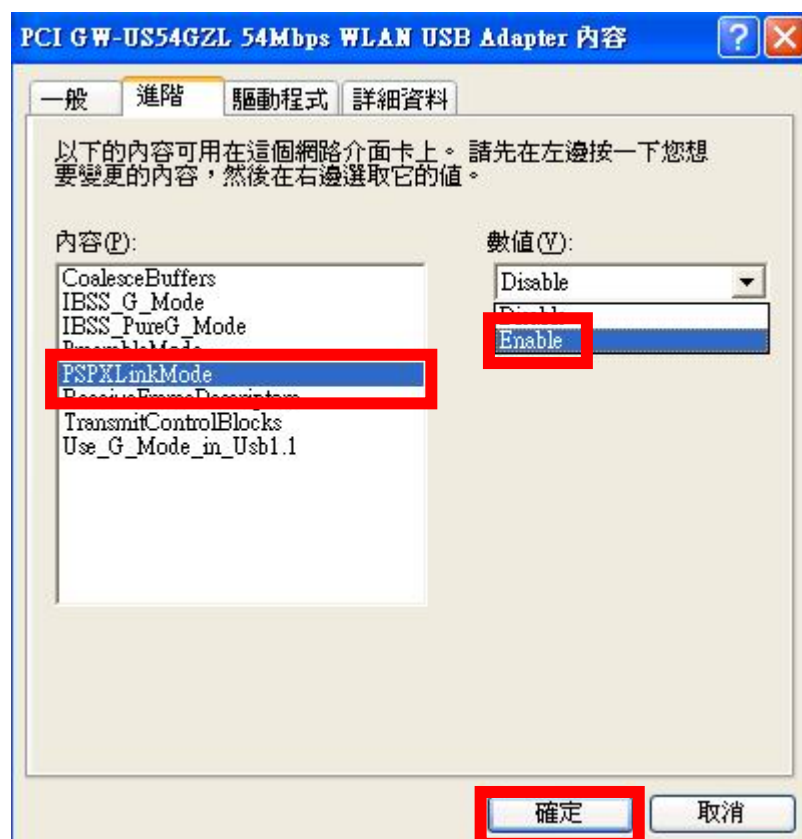 PCI GW-US54GZL 54Mbps WLAN USB Adapter 內容
一般 進階 驅動程式 詳細資料
以下的內容可用在這個網路介面卡上。 請先在左邊按一下您想
要變更的內容，然後在右邊選取它的值。
內容(P):
CoalesceBuffers
IBSS_G_Mode
IBSS_PureG_Mode
PSPXLinkMode
TransmitControlBlocks
Use_G_Mode_in_Usb1.1
數值(V):
Disable
Enable
確定 取消